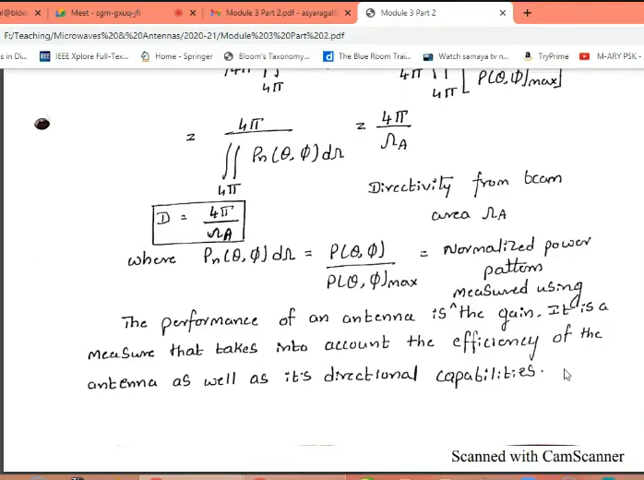 Meet - sgm-gxuq-jfi
Module 3 Part 2.pdf - asyaragal@
Module 3 Part 2
F:/Teaching/Microwaves%20&%20Antennas/2020-21/Module%203%20Part%202.pdf
IEEE Xplore Full-Tex...
Home - Springer
Bloom's Taxonomy...
The Blue Room Trai...
Watch samaya tv n...
TryPrime
M-ARY PSK -
4π P(θ, φ)max]
4π 4π
= 4π / ∬ Pn(θ, φ) dΩ = 4π / ΩA
4π
D = 4π / ΩA
Directivity from beam
area ΩA
where Pn(θ, φ) dΩ = P(θ, φ) / P(θ, φ)max = Normalized power
pattern
measured using
The performance of an antenna is ^ the gain. It is a
measure that takes into account the efficiency of the
antenna as well as it's directional capabilities.
Scanned with CamScanner